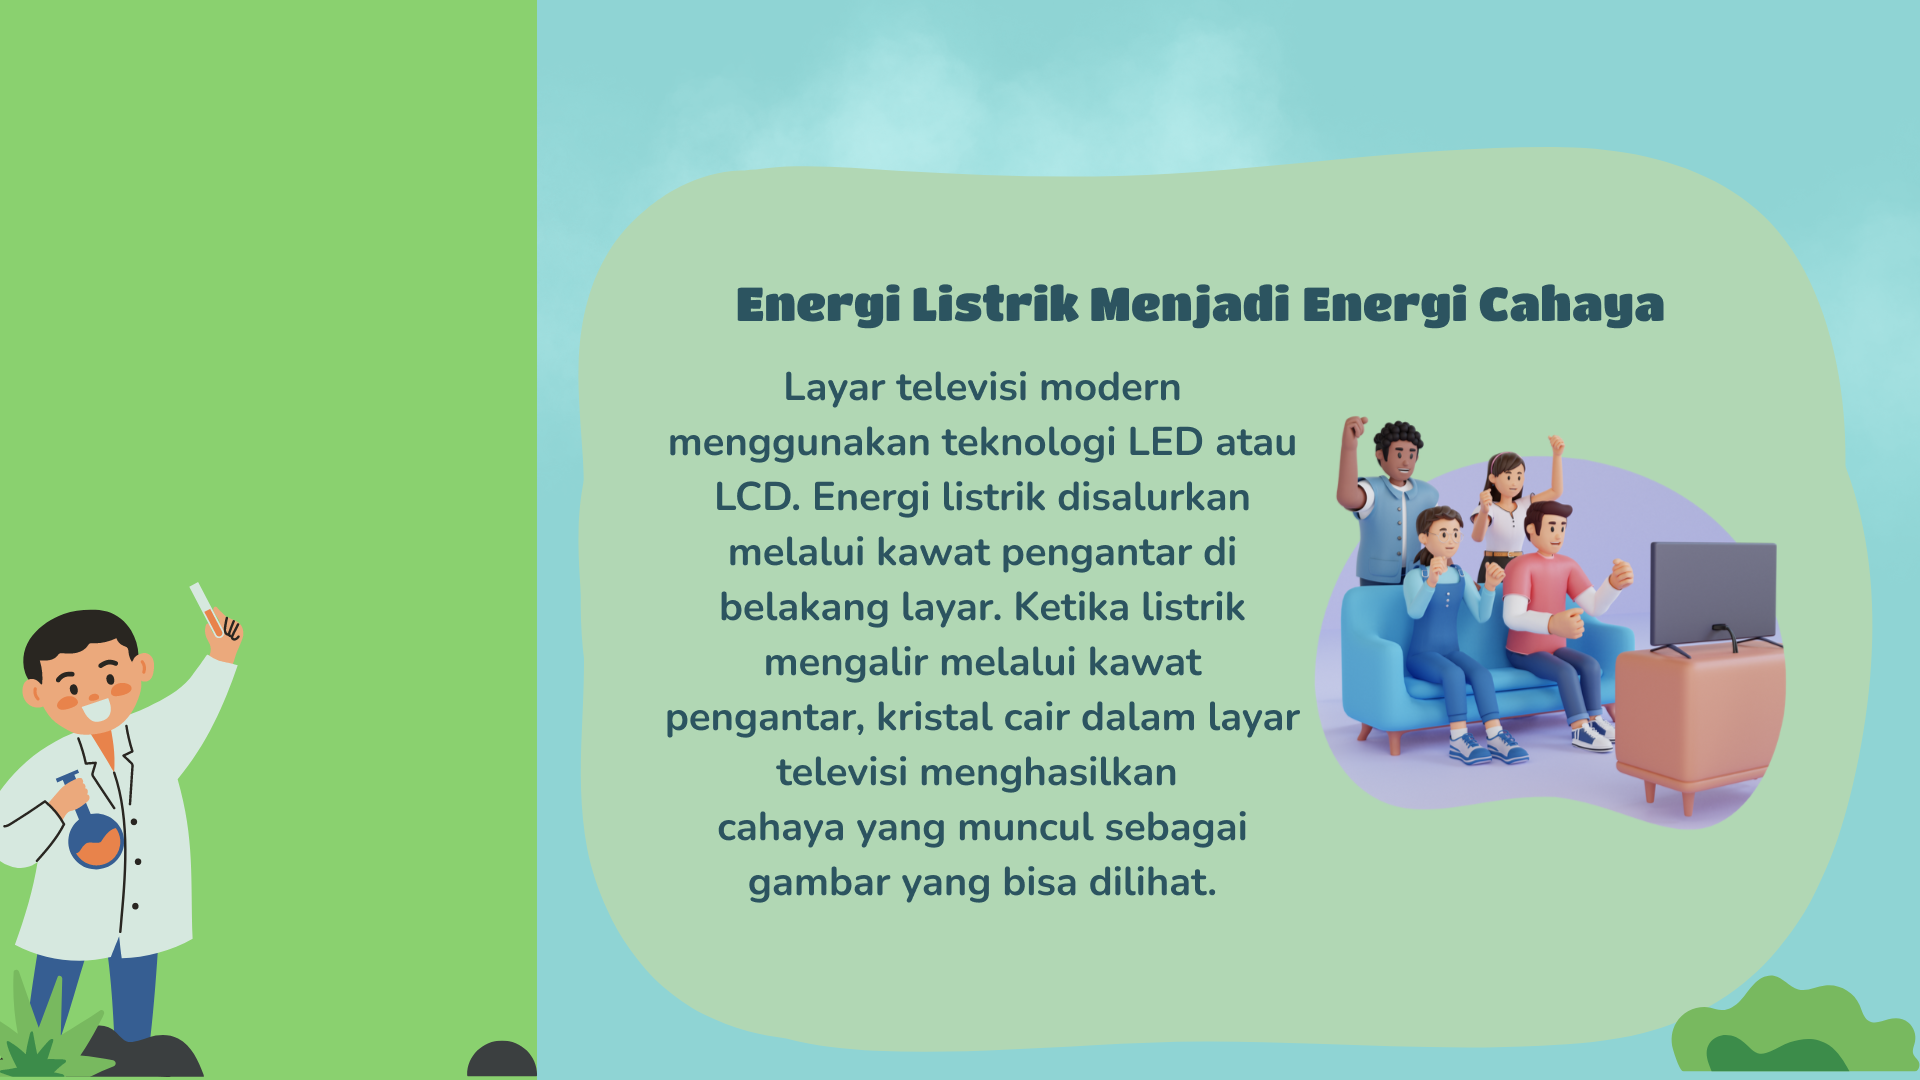 Energi Listrik Menjadi Energi Cahaya
Layar televisi modern
menggunakan teknologi LED atau
LCD. Energi listrik disalurkan
melalui kawat pengantar di
belakang layar. Ketika listrik
mengalir melalui kawat
pengantar, kristal cair dalam layar
televisi menghasilkan
cahaya yang muncul sebagai
gambar yang bisa dilihat.